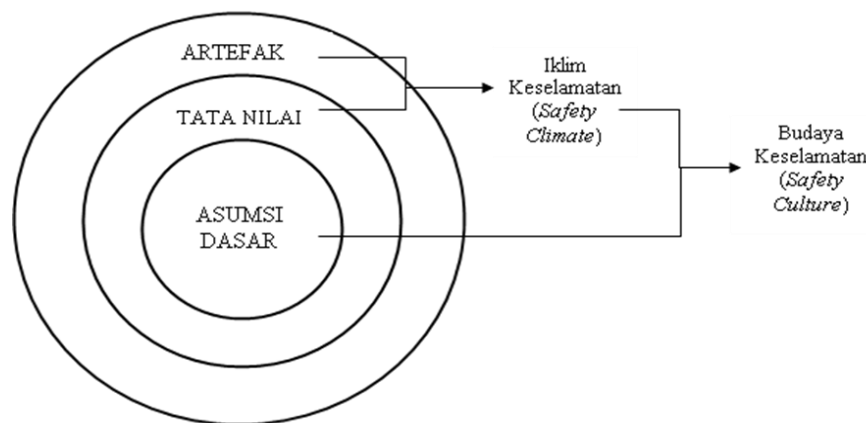 ARTEFAK
TATA NILAI
ASUMSI
DASAR
Iklim
Keselamatan
(Safety
Climate)
Budaya
Keselamatan
(Safety
Culture)